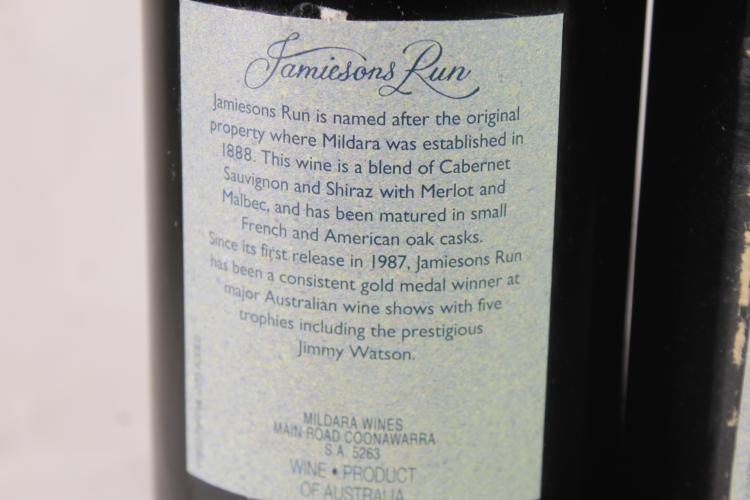 Jamiesons Run
Jamiesons Run is named after the original
property where Mildara was established in
1888. This wine is a blend of Cabernet
Sauvignon and Shiraz with Merlot and
Malbec, and has been matured in small
French and American oak casks.
Since its first release in 1987, Jamiesons Run
has been a consistent gold medal winner at
major Australian wine shows with five
trophies including the prestigious
Jimmy Watson.
MILDARA WINES
MAIN ROAD COONAWARRA
S.A. 5263
WINE • PRODUCT
OF AUSTRALIA